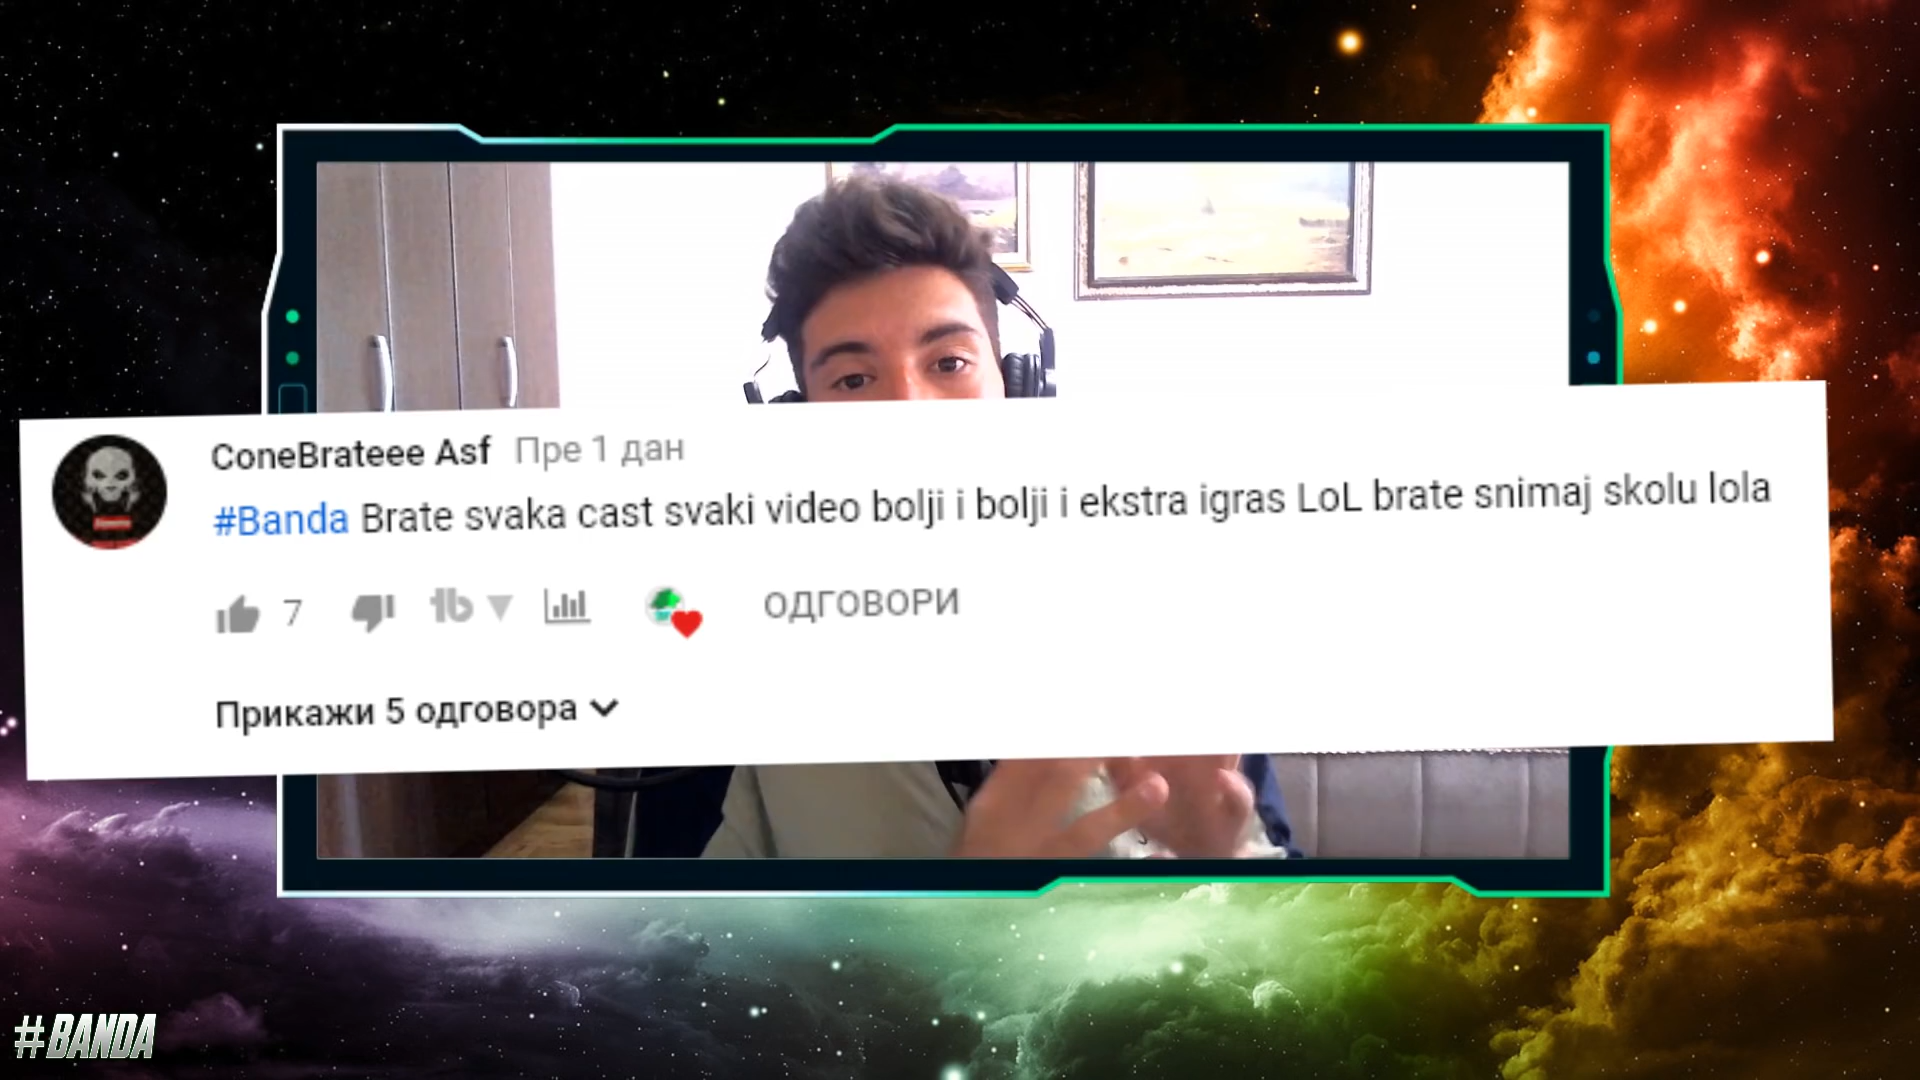 ConeBrateee Asf Пре 1 дан
#Banda Brate svaka cast svaki video bolji i bolji i ekstra igras LoL brate snimaj skolu lola
7 ОДГОВОРИ
Прикажи 5 одговора
#BANDA